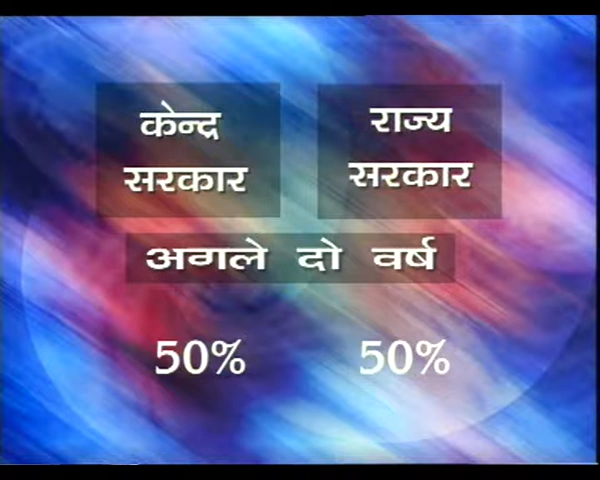 केन्द्र राज्य
सरकार सरकार
अगले दो वर्ष
50% 50%